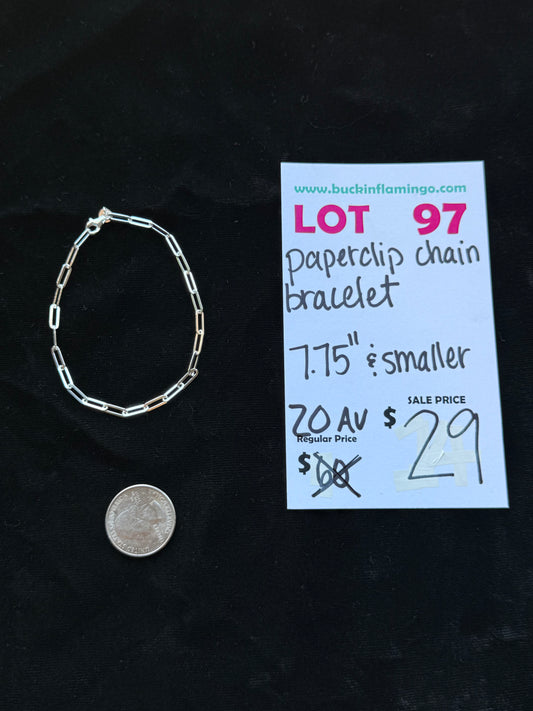 www.buckinflamingo.com
LOT 97
paperclip chain
bracelet
7.75" & smaller
SALE PRICE
20 AV $29
Regular Price
$60